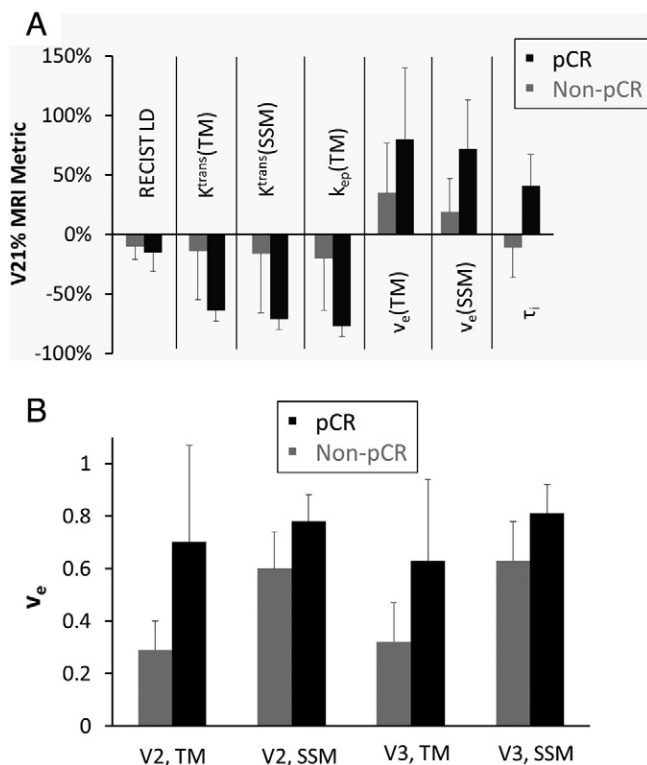 A
150%
100%
50%
0%
-50%
-100%
V21% MRI Metric
RECIST LD
Kᵗʳᵃⁿˢ(TM)
Kᵗʳᵃⁿˢ(SSM)
kₑₚ(TM)
vₑ(TM)
vₑ(SSM)
τᵢ
pCR
Non-pCR
B
pCR
Non-pCR
1
0.8
0.6
0.4
0.2
0
vₑ
V2, TM
V2, SSM
V3, TM
V3, SSM